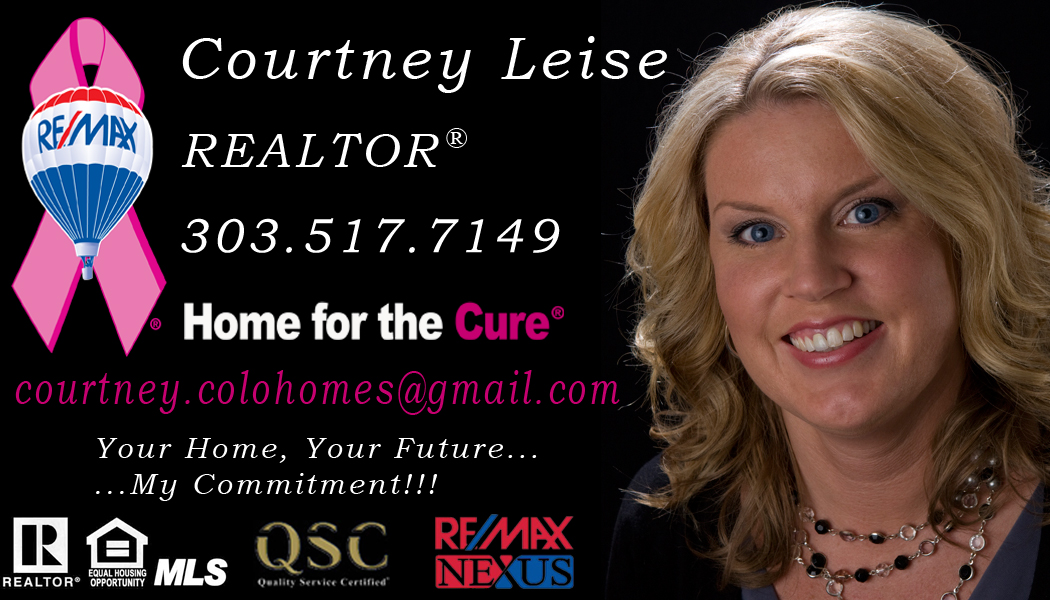 Courtney Leise
REALTOR®
303.517.7149
RE/MAX
® Home for the Cure®
courtney.colohomes@gmail.com
Your Home, Your Future...
...My Commitment!!!
R
REALTOR®
EQUAL HOUSING
OPPORTUNITY
MLS
QSC
Quality Service Certified
RE/MAX
NEXUS